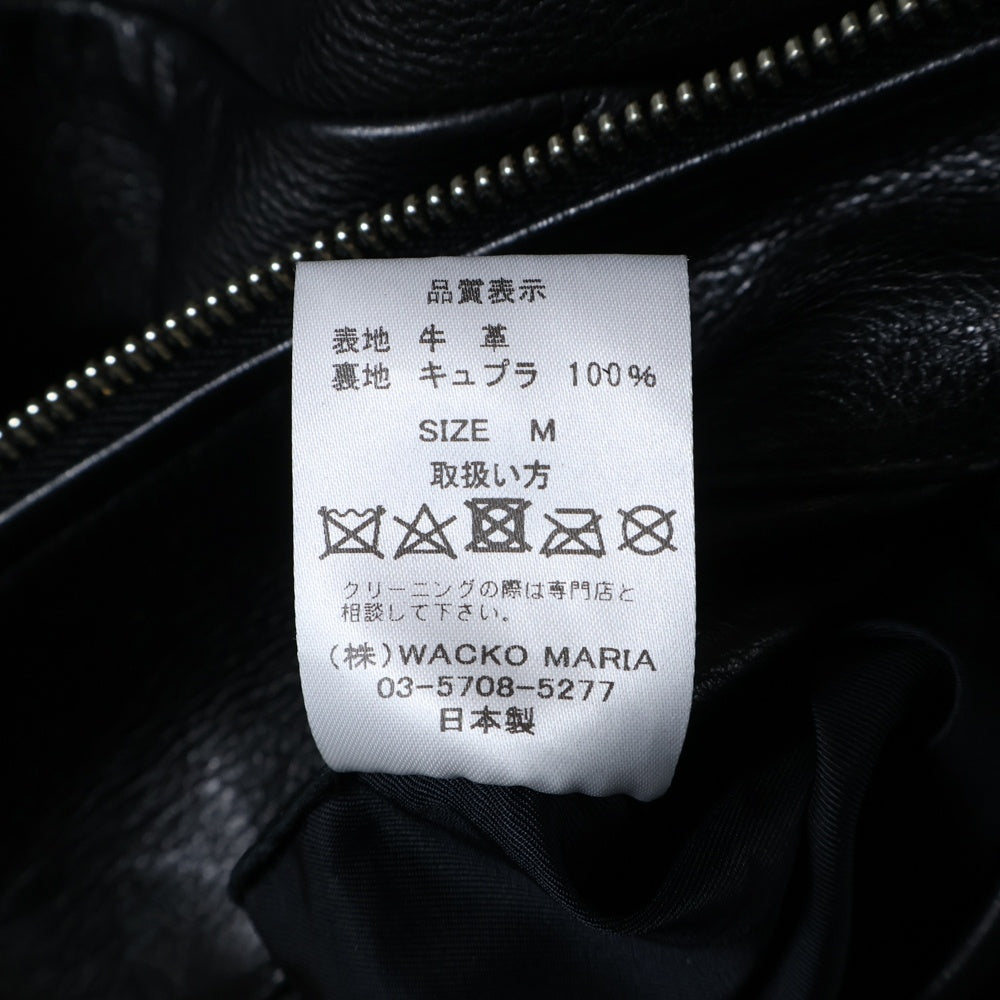 品質表示
表地 牛 革
裏地 キュプラ 100%
SIZE M
取扱い方
クリーニングの際は専門店と
相談して下さい。
(株)WACKO MARIA
03-5708-5277
日本製